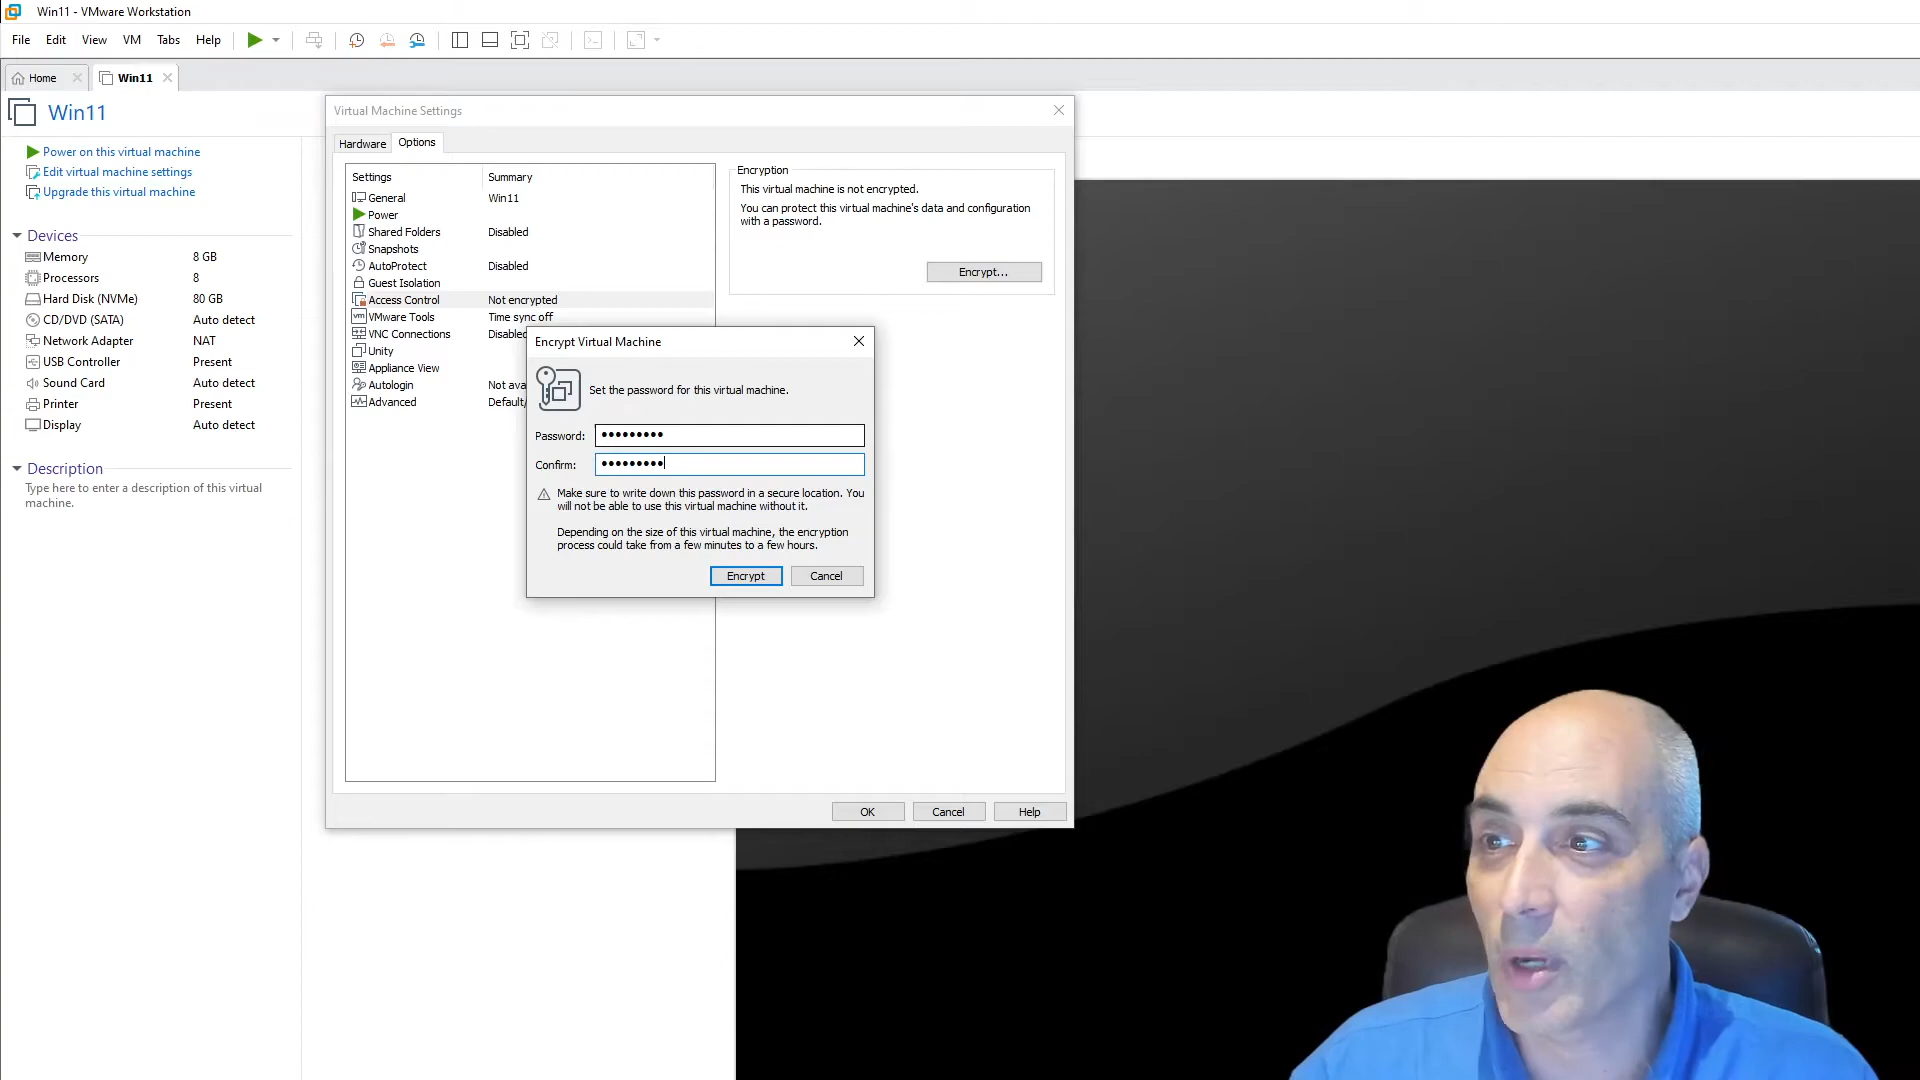 Win11 - VMware Workstation
File Edit View VM Tabs Help
Home Win11
Win11
Power on this virtual machine
Edit virtual machine settings
Upgrade this virtual machine
Devices
Memory 8 GB
Processors 8
Hard Disk (NVMe) 80 GB
CD/DVD (SATA) Auto detect
Network Adapter NAT
USB Controller Present
Sound Card Auto detect
Printer Present
Display Auto detect
Description
Type here to enter a description of this virtual
machine.
Virtual Machine Settings
Hardware Options
Settings Summary
General Win11
Power
Shared Folders Disabled
Snapshots
AutoProtect Disabled
Guest Isolation
Access Control Not encrypted
VMware Tools Time sync off
VNC Connections Disabled
Unity
Appliance View
Autologin Not ava
Advanced Default/
Encryption
This virtual machine is not encrypted.
You can protect this virtual machine's data and configuration
with a password.
Encrypt...
Encrypt Virtual Machine
Set the password for this virtual machine.
Password: •••••••••
Confirm: •••••••••
Make sure to write down this password in a secure location. You
will not be able to use this virtual machine without it.
Depending on the size of this virtual machine, the encryption
process could take from a few minutes to a few hours.
Encrypt Cancel
OK Cancel Help